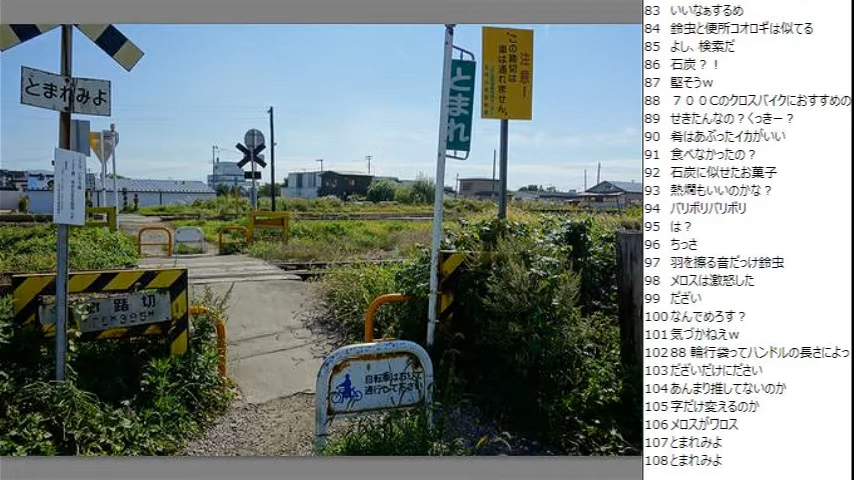 とまれみよ
とまれ
注意！
この踏切は
車は通れません。
踏切
自転車はおりて
通行して下さい
83 いいなぁするめ
84 鈴虫と便所コオロギは似てる
85 よし、検索だ
86 石炭？！
87 堅そうｗ
88 ７００Cのクロスバイクにおすすめの
89 せきたんなの？くっきー？
90 肴はあぶったイカがいい
91 食べなかったの？
92 石炭に似せたお菓子
93 熱燗もいいのかな？
94 バリボリバリボリ
95 は？
96 ちっさ
97 羽を擦る音だっけ鈴虫
98 メロスは激怒した
99 だざい
100 なんでめろす？
101 気づかねえｗ
102 88 輪行袋ってハンドルの長さによっ
103 だざいだけにださい
104 あんまり推してないのか
105 字だけ変えるのか
106 メロスがワロス
107 とまれみよ
108 とまれみよ